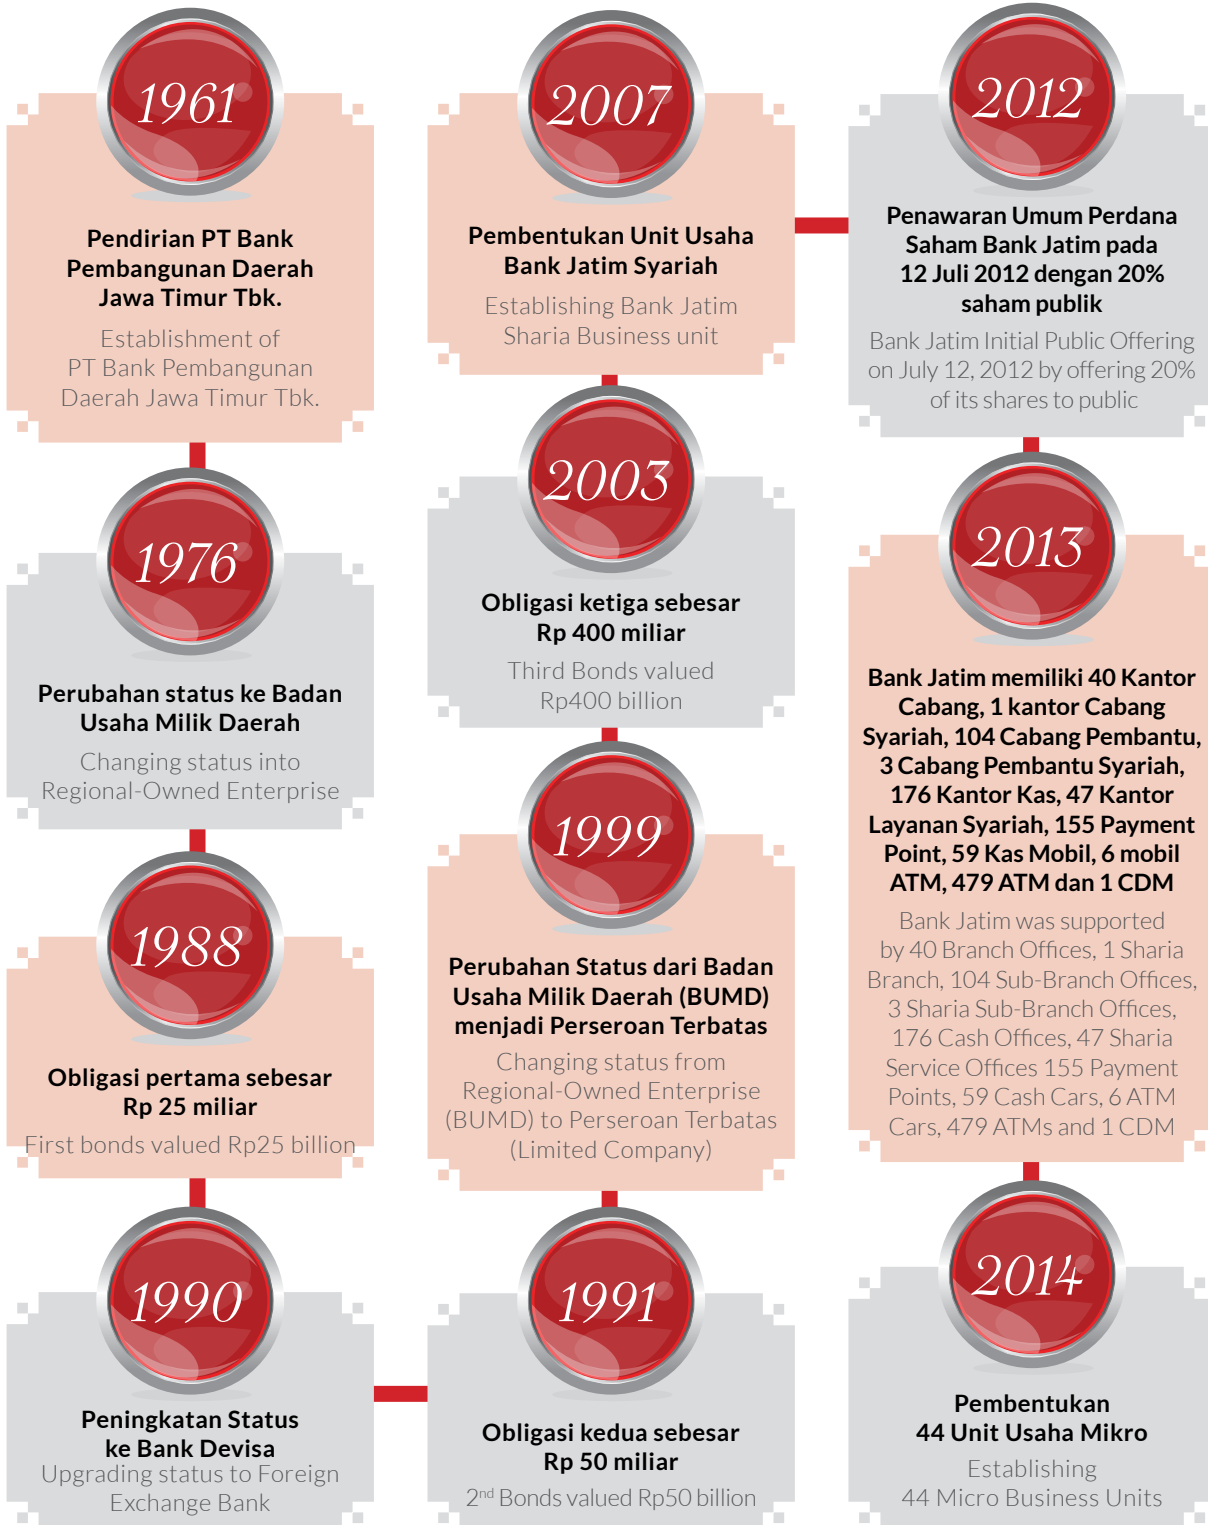 1961
Pendirian PT Bank
Pembangunan Daerah
Jawa Timur Tbk.
Establishment of
PT Bank Pembangunan
Daerah Jawa Timur Tbk.
1976
Perubahan status ke Badan
Usaha Milik Daerah
Changing status into
Regional-Owned Enterprise
1988
Obligasi pertama sebesar
Rp 25 miliar
First bonds valued Rp25 billion
1990
Peningkatan Status
ke Bank Devisa
Upgrading status to Foreign
Exchange Bank
1991
Obligasi kedua sebesar
Rp 50 miliar
2nd Bonds valued Rp50 billion
1999
Perubahan Status dari Badan
Usaha Milik Daerah (BUMD)
menjadi Perseroan Terbatas
Changing status from
Regional-Owned Enterprise
(BUMD) to Perseroan Terbatas
(Limited Company)
2003
Obligasi ketiga sebesar
Rp 400 miliar
Third Bonds valued
Rp400 billion
2007
Pembentukan Unit Usaha
Bank Jatim Syariah
Establishing Bank Jatim
Sharia Business unit
2012
Penawaran Umum Perdana
Saham Bank Jatim pada
12 Juli 2012 dengan 20%
saham publik
Bank Jatim Initial Public Offering
on July 12, 2012 by offering 20%
of its shares to public
2013
Bank Jatim memiliki 40 Kantor
Cabang, 1 kantor Cabang
Syariah, 104 Cabang Pembantu,
3 Cabang Pembantu Syariah,
176 Kantor Kas, 47 Kantor
Layanan Syariah, 155 Payment
Point, 59 Kas Mobil, 6 mobil
ATM, 479 ATM dan 1 CDM
Bank Jatim was supported
by 40 Branch Offices, 1 Sharia
Branch, 104 Sub-Branch Offices,
3 Sharia Sub-Branch Offices,
176 Cash Offices, 47 Sharia
Service Offices 155 Payment
Points, 59 Cash Cars, 6 ATM
Cars, 479 ATMs and 1 CDM
2014
Pembentukan
44 Unit Usaha Mikro
Establishing
44 Micro Business Units